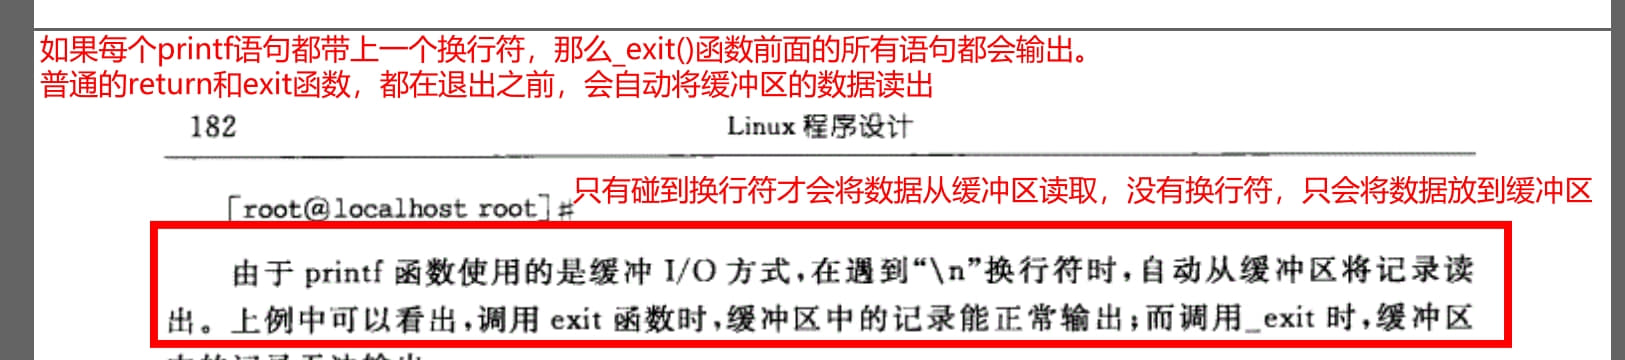 如果每个printf语句都带上一个换行符，那么_exit()函数前面的所有语句都会输出。
普通的return和exit函数，都在退出之前，会自动将缓冲区的数据读出
182 Linux 程序设计
只有碰到换行符才会将数据从缓冲区读取，没有换行符，只会将数据放到缓冲区
[root@localhost root]#
由于 printf 函数使用的是缓冲 I/O 方式,在遇到“\n”换行符时,自动从缓冲区将记录读
出。上例中可以看出,调用 exit 函数时,缓冲区中的记录能正常输出;而调用_exit 时,缓冲区